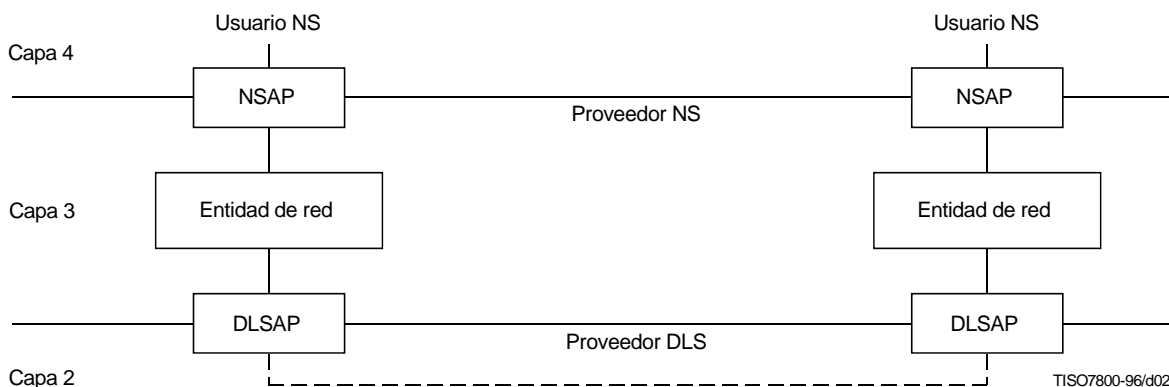 Usuario NS
Usuario NS
Capa 4
NSAP
NSAP
Proveedor NS
Capa 3
Entidad de red
Entidad de red
DLSAP
DLSAP
Proveedor DLS
Capa 2
TISO7800-96/d02